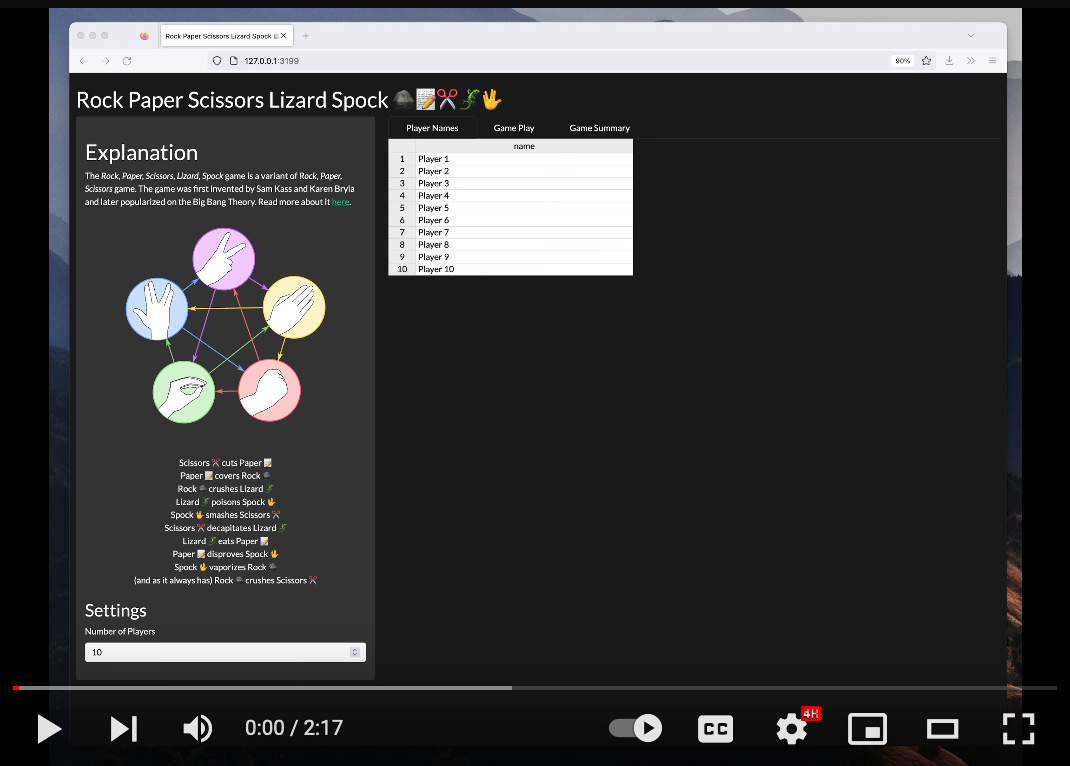 Rock Paper Scissors Lizard Spock
127.0.0.1:3199
90%
Rock Paper Scissors Lizard Spock
Explanation
The Rock, Paper, Scissors, Lizard, Spock game is a variant of Rock, Paper,
Scissors game. The game was first invented by Sam Kass and Karen Bryla
and later popularized on the Big Bang Theory. Read more about it here.
Scissors ✂️ cuts Paper 📝
Paper 📝 covers Rock 🪨
Rock 🪨 crushes Lizard 🦎
Lizard 🦎 poisons Spock 🖖
Spock 🖖 smashes Scissors ✂️
Scissors ✂️ decapitates Lizard 🦎
Lizard 🦎 eats Paper 📝
Paper 📝 disproves Spock 🖖
Spock 🖖 vaporizes Rock 🪨
(and as it always has) Rock 🪨 crushes Scissors ✂️
Settings
Number of Players
10
Player Names Game Play Game Summary
name
1 Player 1
2 Player 2
3 Player 3
4 Player 4
5 Player 5
6 Player 6
7 Player 7
8 Player 8
9 Player 9
10 Player 10
0:00 / 2:17
CC
4K